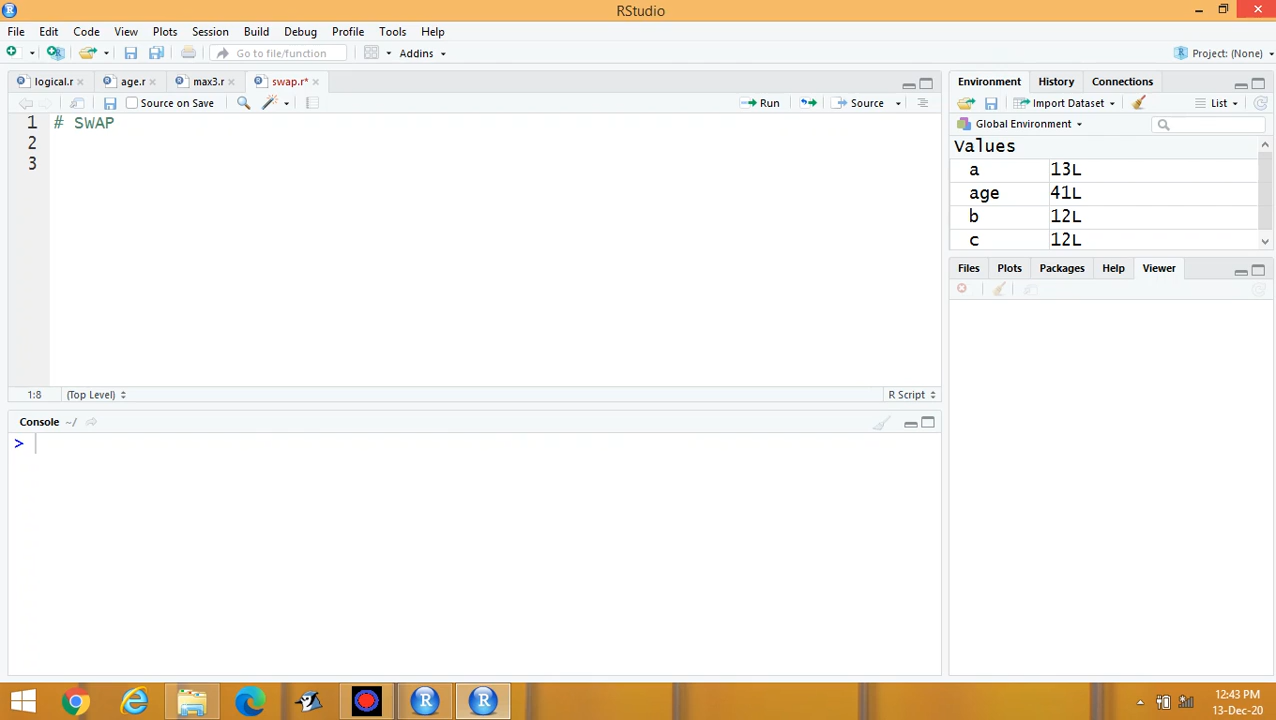 RStudio
File Edit Code View Plots Session Build Debug Profile Tools Help
Go to file/function Addins Project: (None)
logical.r age.r max3.r swap.r*
Source on Save Run Source
1 # SWAP
2
3
1:8 (Top Level) R Script
Console ~/
>
Environment History Connections
Import Dataset List
Global Environment
Values
a 13L
age 41L
b 12L
c 12L
Files Plots Packages Help Viewer
12:43 PM
13-Dec-20